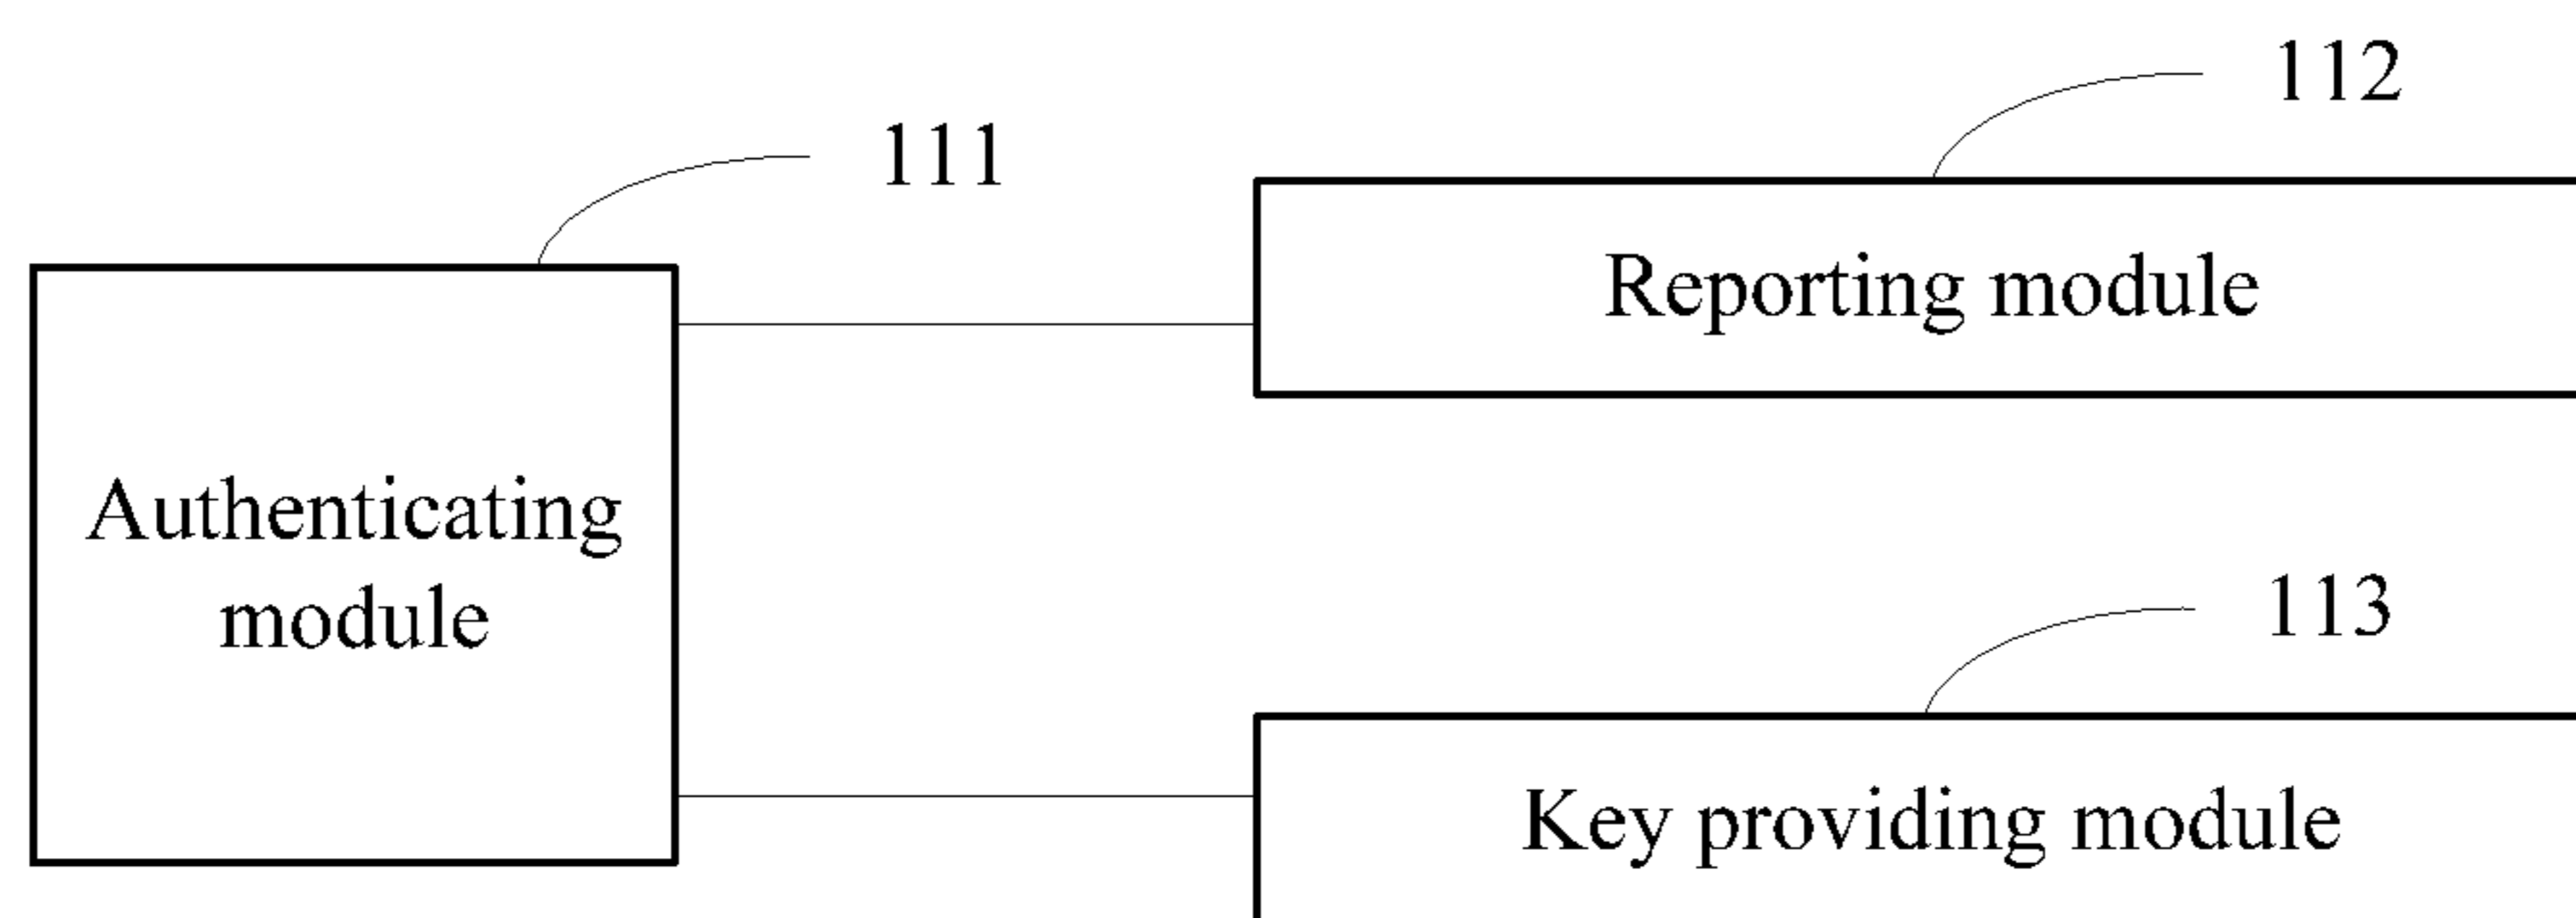 112
111
Reporting module
Authenticating
module
113
Key providing module